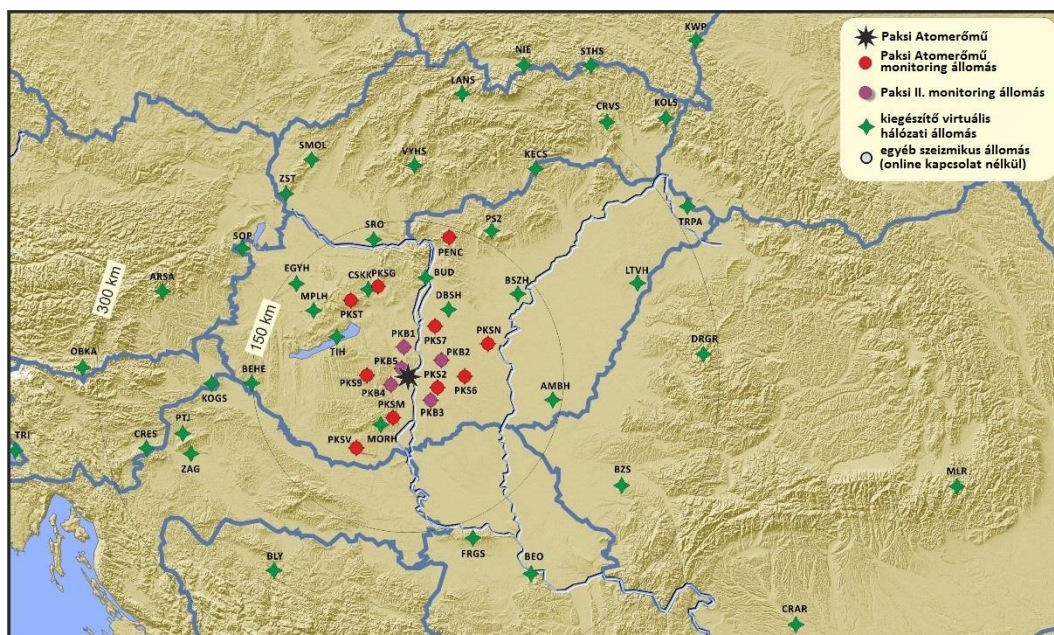 KWP
NIE
STHS
LANS
CRVS
KOLS
SMOL
VYHS
KECS
ZST
TRPA
SRO
PSZ
PENC
SOP
EGYH
CSKK
PKSG
BUD
BSZH
LTVH
ARSA
300 km
MPLH
PKST
DBSH
150 km
PKS7
PKSN
TIH
PKB1
PKB2
DRGR
OBKA
BEHE
PKB5
PKS9
PKS2
PKS6
PKB4
AMBH
KOGS
PKSM
PKB3
PTJ
MORH
TRI
CRES
PKSV
ZAG
BZS
MLR
FRGS
BLY
BEO
CRAR
Paksi Atomerőmű
Paksi Atomerőmű
monitoring állomás
Paksi II. monitoring állomás
kiegészítő virtuális
hálózati állomás
egyéb szeizmikus állomás
(online kapcsolat nélkül)